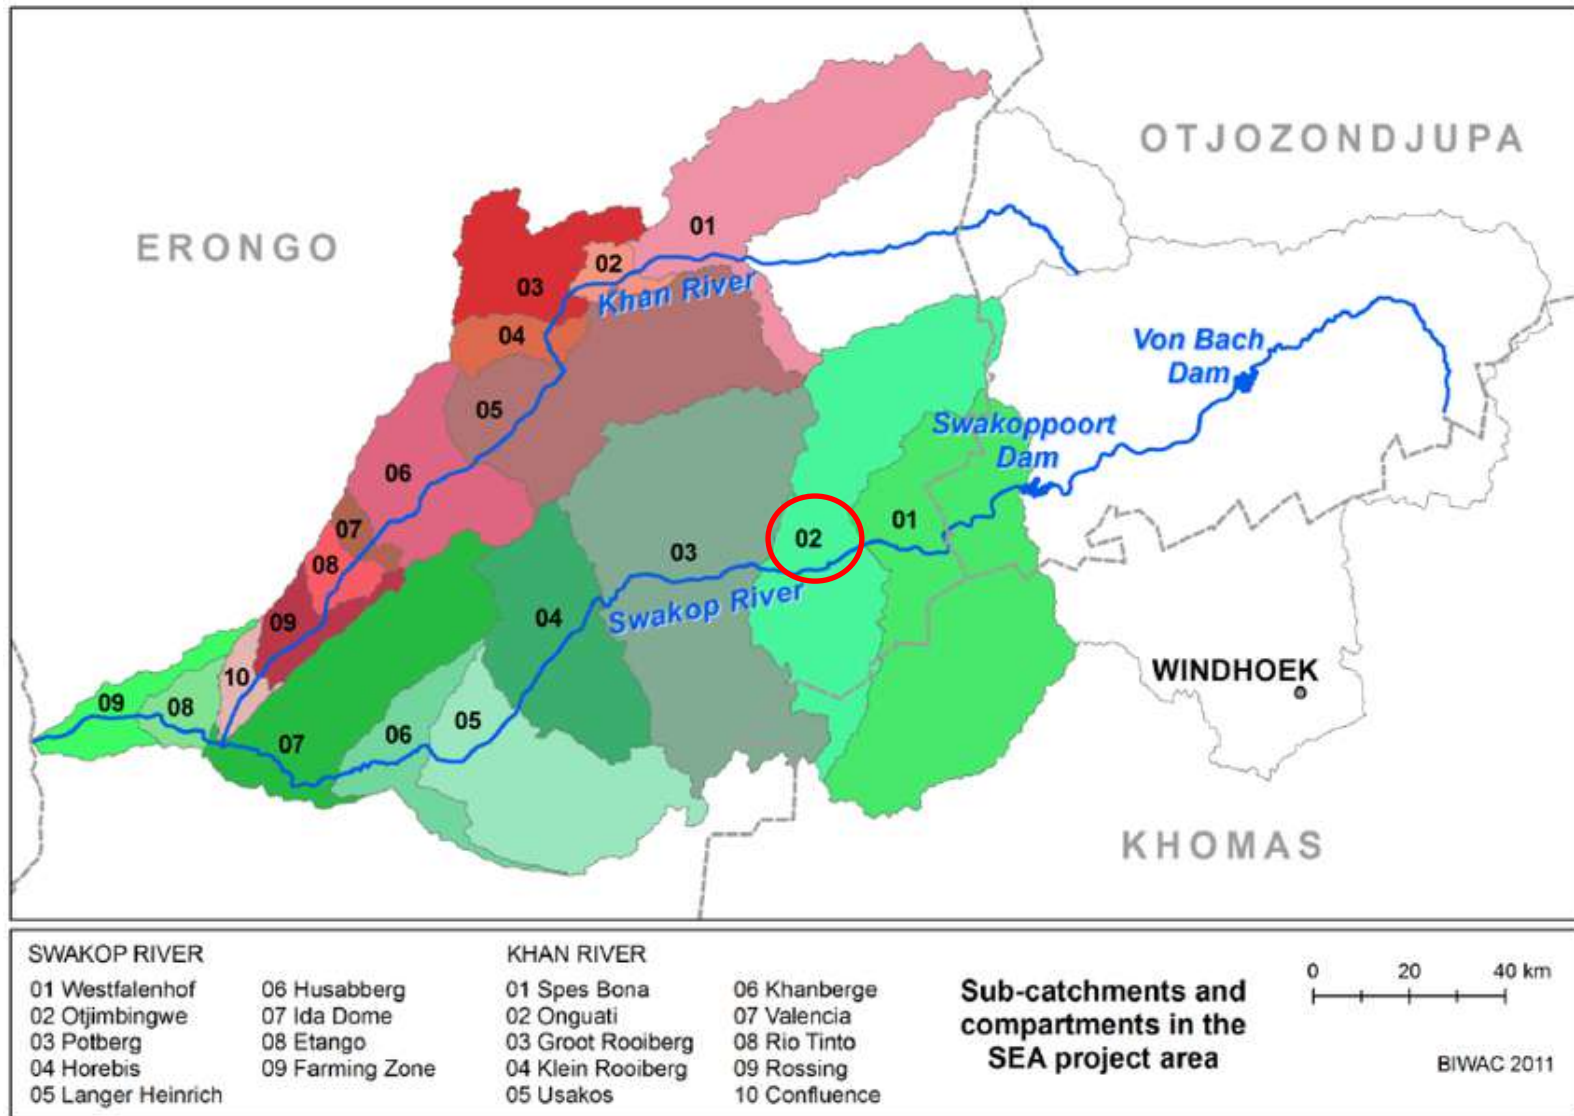 OTJOZONDJUPA
ERONGO
01
02
03
Khan River
04
Von Bach
Dam
05
Swakoppoort
Dam
06
07
02
01
03
08
09
04
Swakop River
10
WINDHOEK
09
08
05
06
07
KHOMAS
SWAKOP RIVER
01 Westfalenhof
02 Otjimbingwe
03 Potberg
04 Horebis
05 Langer Heinrich
06 Husabberg
07 Ida Dome
08 Etango
09 Farming Zone
KHAN RIVER
01 Spes Bona
02 Onguati
03 Groot Rooiberg
04 Klein Rooiberg
05 Usakos
06 Khanberge
07 Valencia
08 Rio Tinto
09 Rossing
10 Confluence
Sub-catchments and
compartments in the
SEA project area
0 20 40 km
BIWAC 2011